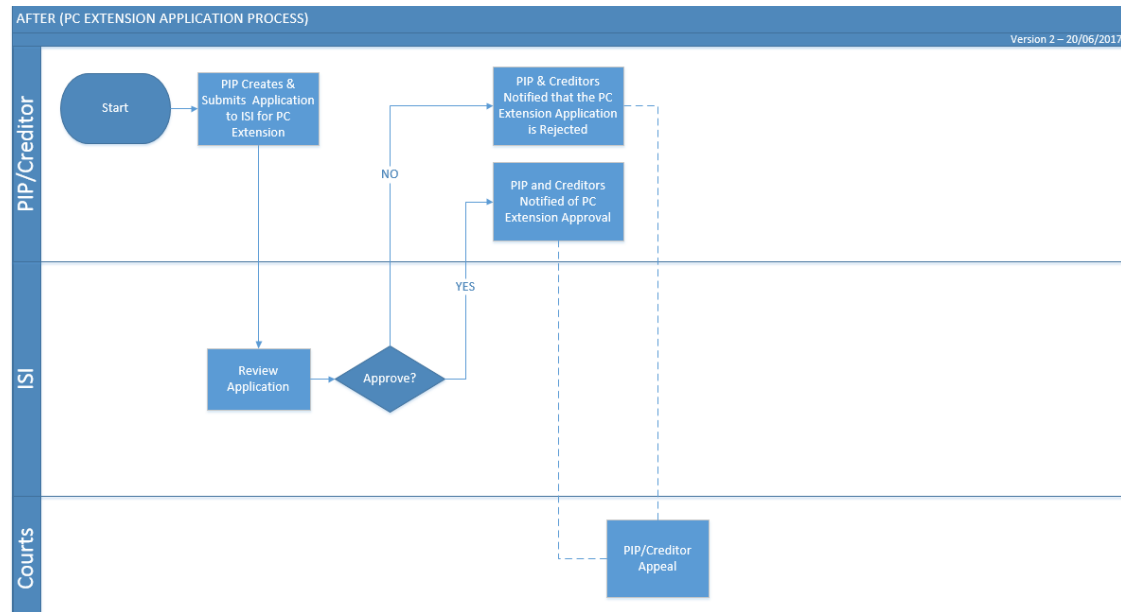 AFTER (PC EXTENSION APPLICATION PROCESS)
Version 2 – 20/06/2017
PIP/Creditor
Start
PIP Creates &
Submits Application
to ISI for PC
Extension
PIP & Creditors
Notified that the PC
Extension Application
is Rejected
NO
PIP and Creditors
Notified of PC
Extension Approval
YES
ISI
Review
Application
Approve?
Courts
PIP/Creditor
Appeal